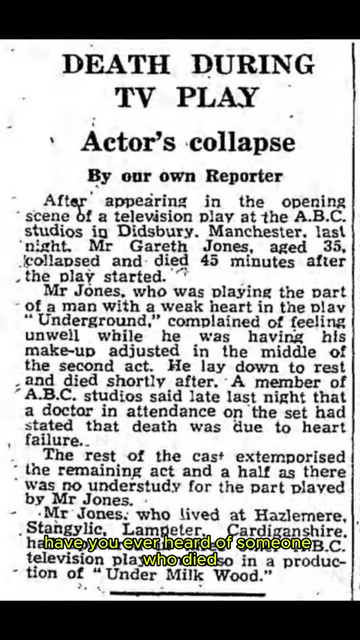 DEATH DURING
TV PLAY
Actor's collapse
By our own Reporter
After appearing in the opening
scene of a television play at the A.B.C.
studios in Didsbury, Manchester, last
night, Mr Gareth Jones, aged 35,
collapsed and died 45 minutes after
the play started.
Mr Jones, who was playing the part
of a man with a weak heart in the play
"Underground," complained of feeling
unwell while he was having his
make-up adjusted in the middle of
the second act. He lay down to rest
and died shortly after. A member of
A.B.C. studios said late last night that
a doctor in attendance on the set had
stated that death was due to heart
failure.
The rest of the cast extemporised
the remaining act and a half as there
was no understudy for the part played
by Mr Jones.
Mr Jones, who lived at Hazlemere,
Stangylic, Lampeter, Cardiganshire,
have you ever heard of someone
who died
television play so in a produc-
tion of "Under Milk Wood."